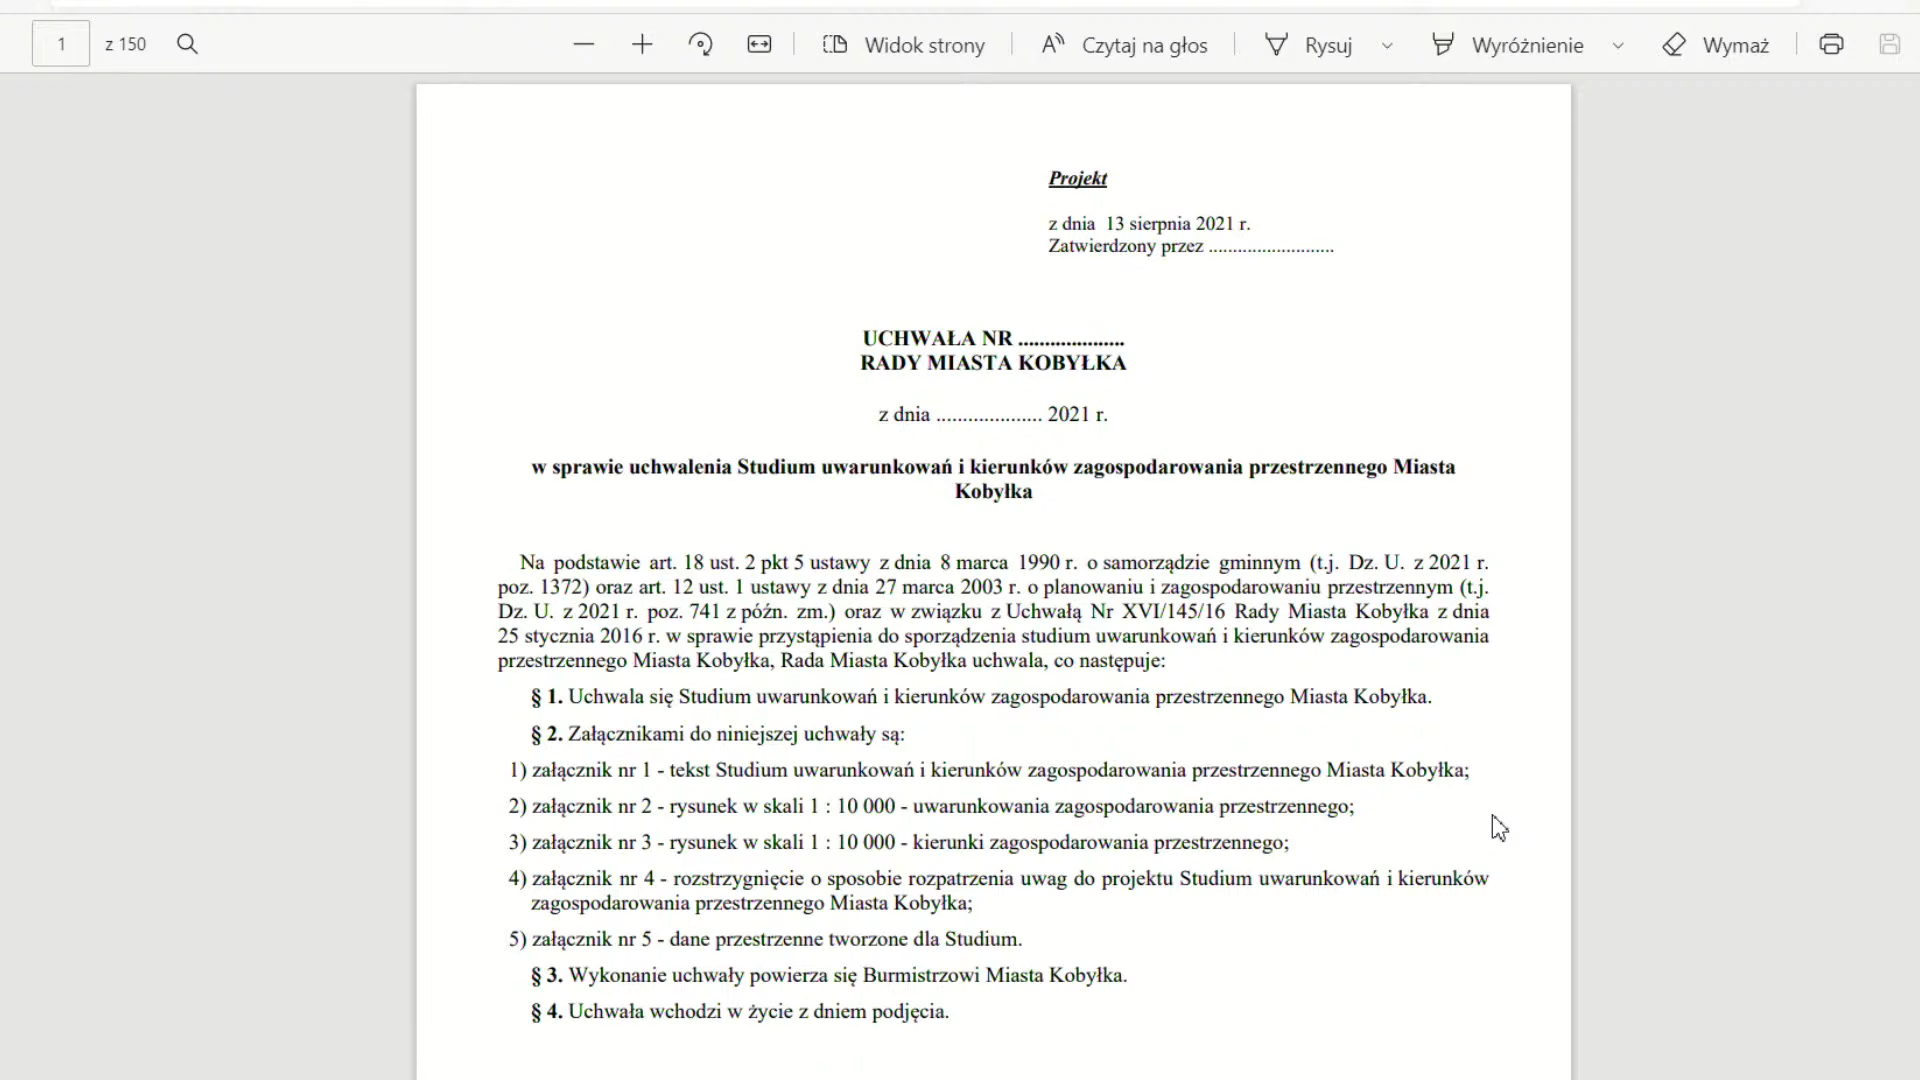 1 z 150 Widok strony Czytaj na głos Rysuj Wyróżnienie Wymaż
Projekt
z dnia 13 sierpnia 2021 r.
Zatwierdzony przez ..........................
UCHWAŁA NR ....................
RADY MIASTA KOBYŁKA
z dnia .................... 2021 r.
w sprawie uchwalenia Studium uwarunkowań i kierunków zagospodarowania przestrzennego Miasta
Kobyłka
Na podstawie art. 18 ust. 2 pkt 5 ustawy z dnia 8 marca 1990 r. o samorządzie gminnym (t.j. Dz. U. z 2021 r.
poz. 1372) oraz art. 12 ust. 1 ustawy z dnia 27 marca 2003 r. o planowaniu i zagospodarowaniu przestrzennym (t.j.
Dz. U. z 2021 r. poz. 741 z późn. zm.) oraz w związku z Uchwałą Nr XVI/145/16 Rady Miasta Kobyłka z dnia
25 stycznia 2016 r. w sprawie przystąpienia do sporządzenia studium uwarunkowań i kierunków zagospodarowania
przestrzennego Miasta Kobyłka, Rada Miasta Kobyłka uchwala, co następuje:
§ 1. Uchwala się Studium uwarunkowań i kierunków zagospodarowania przestrzennego Miasta Kobyłka.
§ 2. Załącznikami do niniejszej uchwały są:
1) załącznik nr 1 - tekst Studium uwarunkowań i kierunków zagospodarowania przestrzennego Miasta Kobyłka;
2) załącznik nr 2 - rysunek w skali 1 : 10 000 - uwarunkowania zagospodarowania przestrzennego;
3) załącznik nr 3 - rysunek w skali 1 : 10 000 - kierunki zagospodarowania przestrzennego;
4) załącznik nr 4 - rozstrzygnięcie o sposobie rozpatrzenia uwag do projektu Studium uwarunkowań i kierunków
zagospodarowania przestrzennego Miasta Kobyłka;
5) załącznik nr 5 - dane przestrzenne tworzone dla Studium.
§ 3. Wykonanie uchwały powierza się Burmistrzowi Miasta Kobyłka.
§ 4. Uchwała wchodzi w życie z dniem podjęcia.